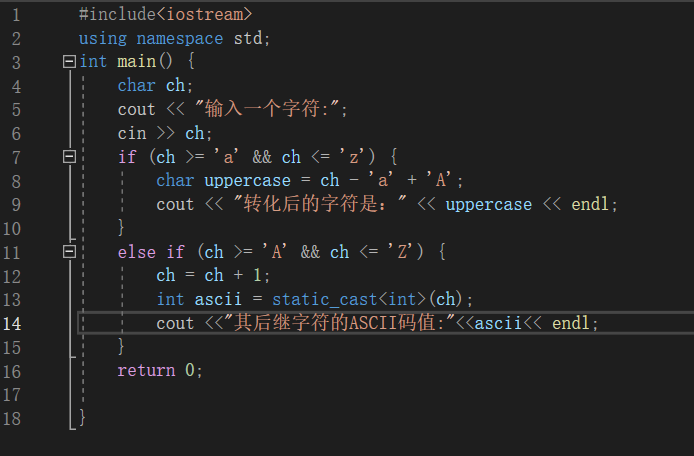 1 #include<iostream>
2 using namespace std;
3 int main() {
4 char ch;
5 cout << "输入一个字符:";
6 cin >> ch;
7 if (ch >= 'a' && ch <= 'z') {
8 char uppercase = ch - 'a' + 'A';
9 cout << "转化后的字符是：" << uppercase << endl;
10 }
11 else if (ch >= 'A' && ch <= 'Z') {
12 ch = ch + 1;
13 int ascii = static_cast<int>(ch);
14 cout <<"其后继字符的ASCII码值:"<<ascii<< endl;
15 }
16 return 0;
17
18 }